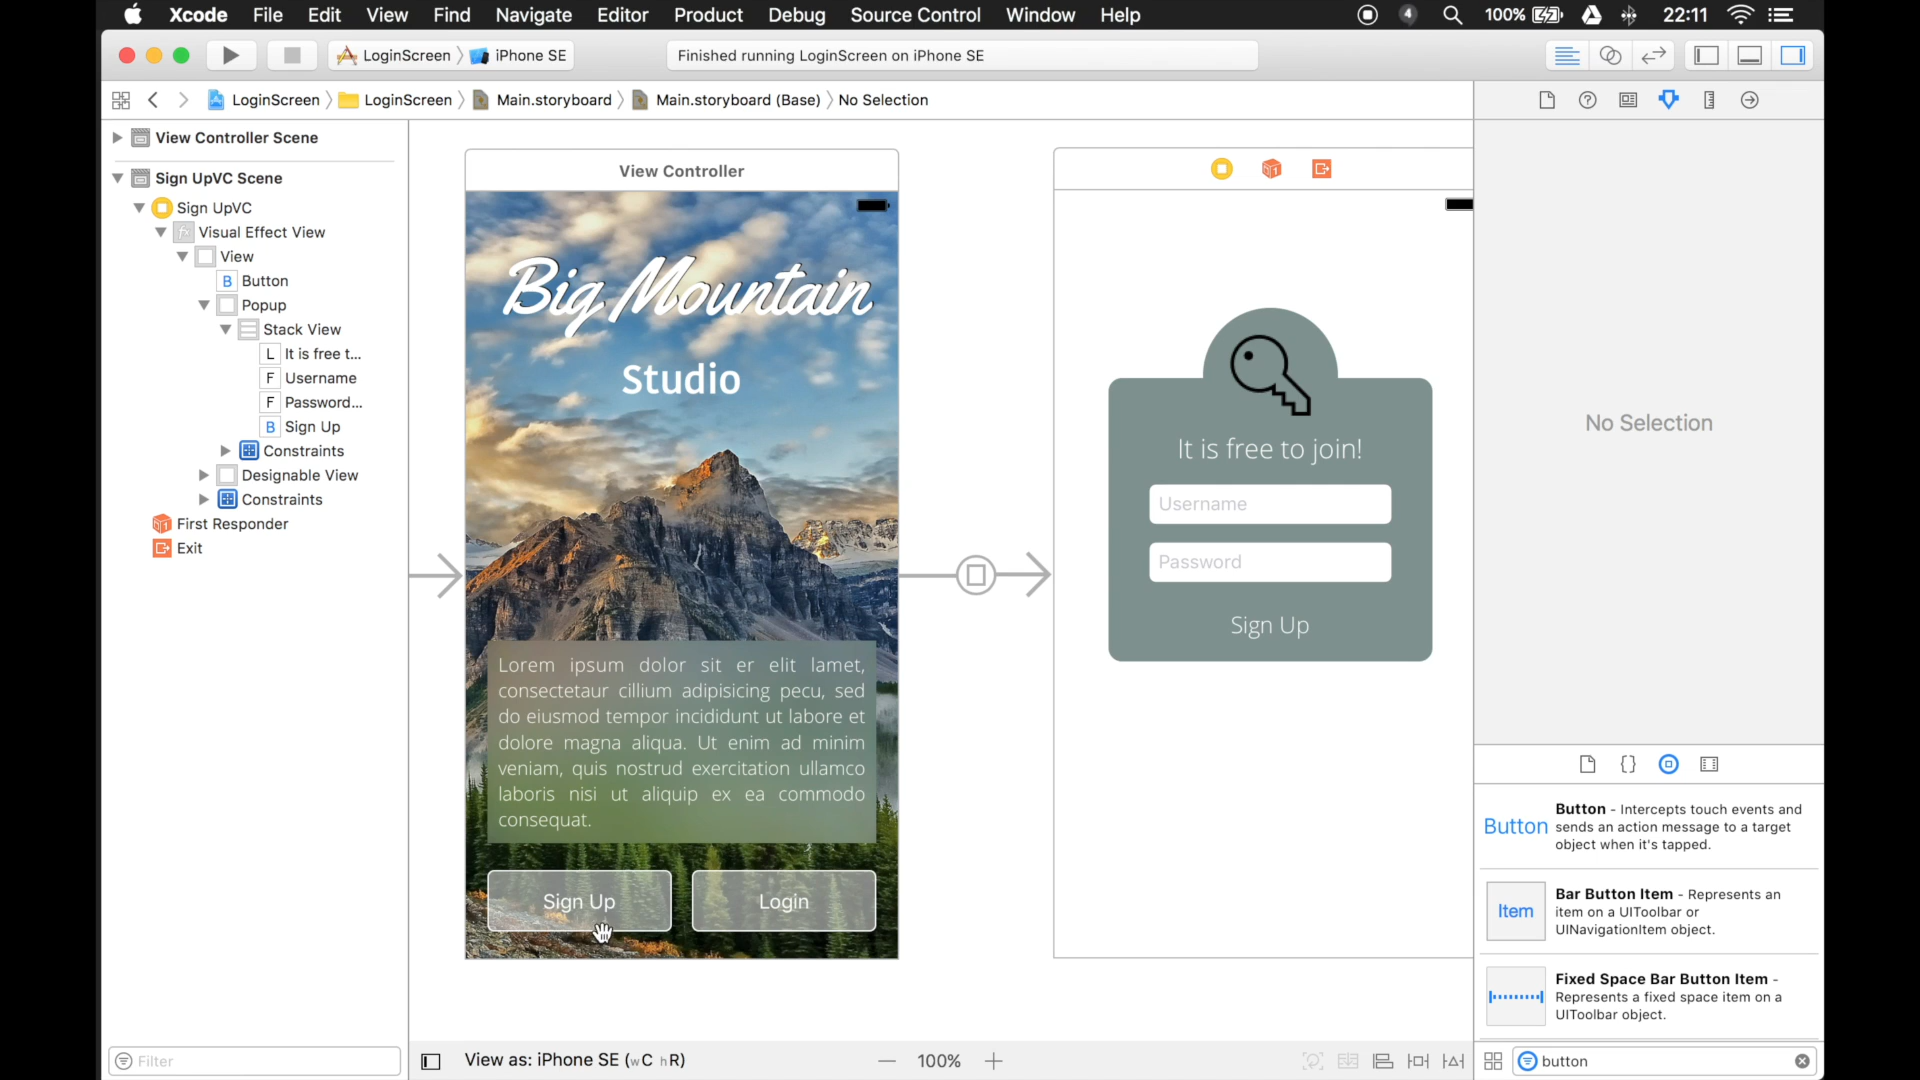 Xcode File Edit View Find Navigate Editor Product Debug Source Control Window Help 4 100% 22:11
LoginScreen iPhone SE Finished running LoginScreen on iPhone SE
LoginScreen LoginScreen Main.storyboard Main.storyboard (Base) No Selection
View Controller Scene
Sign UpVC Scene
Sign UpVC
Visual Effect View
View
B Button
Popup
Stack View
L It is free t...
F Username
F Password...
B Sign Up
Constraints
Designable View
Constraints
First Responder
Exit
Filter
View Controller
Big Mountain
Studio
Lorem ipsum dolor sit er elit lamet,
consectetaur cillium adipisicing pecu, sed
do eiusmod tempor incididunt ut labore et
dolore magna aliqua. Ut enim ad minim
veniam, quis nostrud exercitation ullamco
laboris nisi ut aliquip ex ea commodo
consequat.
Sign Up Login
It is free to join!
Username
Password
Sign Up
View as: iPhone SE (wC hR) — 100% +
No Selection
Button
Button - Intercepts touch events and
sends an action message to a target
object when it's tapped.
Item
Bar Button Item - Represents an
item on a UIToolbar or
UINavigationItem object.
Fixed Space Bar Button Item -
Represents a fixed space item on a
UIToolbar object.
button